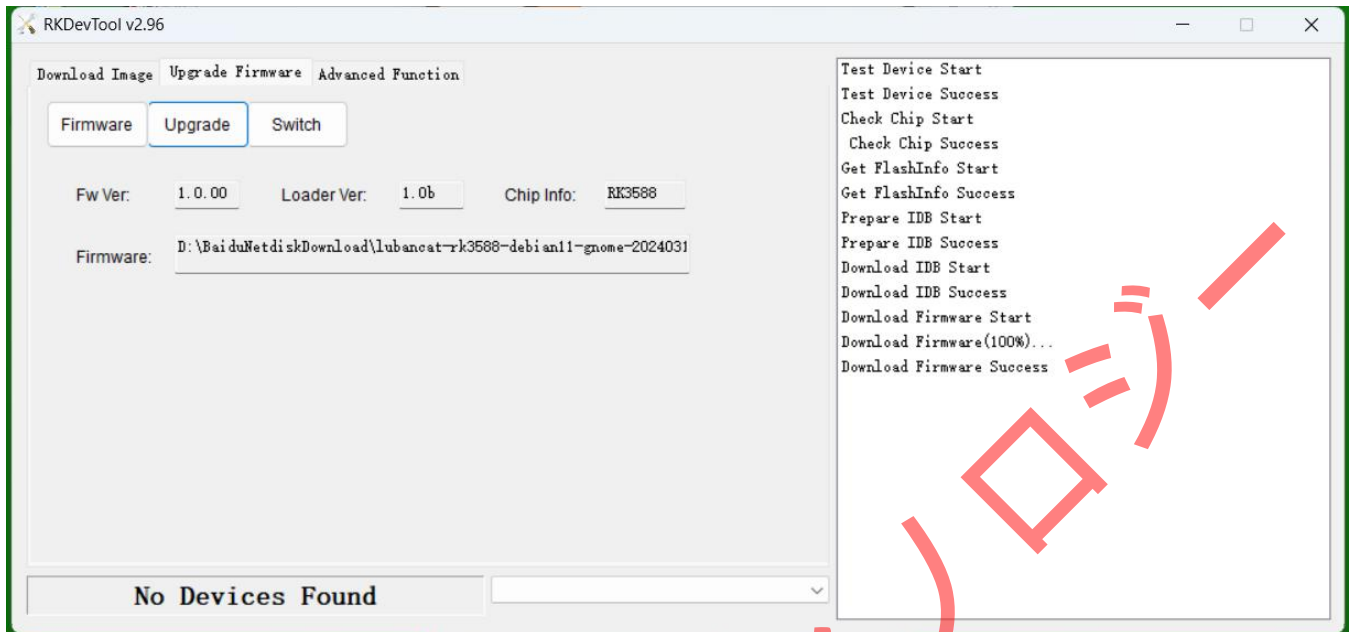 RKDevTool v2.96
Download Image Upgrade Firmware Advanced Function
Firmware Upgrade Switch
Fw Ver: 1.0.00 Loader Ver: 1.0b Chip Info: RK3588
Firmware: D:\BaiduNetdiskDownload\lubancat-rk3588-debian11-gnome-2024031
No Devices Found
Test Device Start
Test Device Success
Check Chip Start
Check Chip Success
Get FlashInfo Start
Get FlashInfo Success
Prepare IDB Start
Prepare IDB Success
Download IDB Start
Download IDB Success
Download Firmware Start
Download Firmware(100%)...
Download Firmware Success
ノロジー